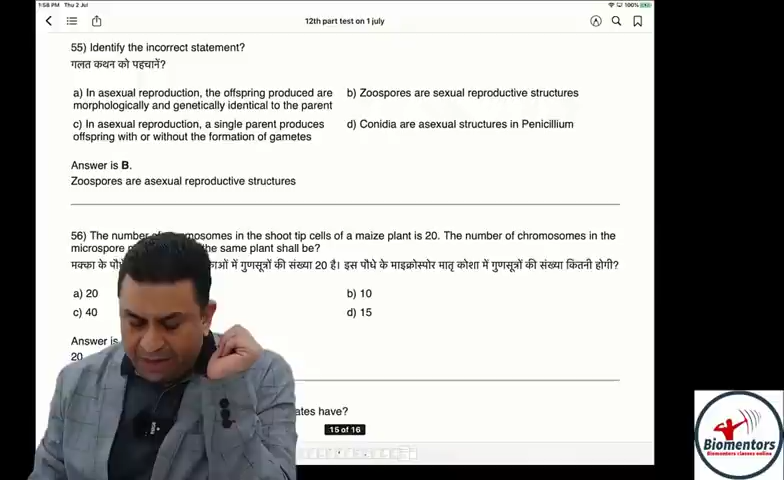 1:58 PM Thu 2 Jul
100%
12th part test on 1 july
55) Identify the incorrect statement?
गलत कथन को पहचानें?
a) In asexual reproduction, the offspring produced are morphologically and genetically identical to the parent
b) Zoospores are sexual reproductive structures
c) In asexual reproduction, a single parent produces offspring with or without the formation of gametes
d) Conidia are asexual structures in Penicillium
Answer is B.
Zoospores are asexual reproductive structures
56) The number of chromosomes in the shoot tip cells of a maize plant is 20. The number of chromosomes in the
microspore the same plant shall be?
मक्का के में गुणसूत्रों की संख्या 20 है। इस पौधे के माइक्रोस्पोर मातृ कोशा में गुणसूत्रों की संख्या कितनी होगी?
a) 20
b) 10
c) 40
d) 15
Answer is
20
have?
15 of 16
Biomentors
Biomentors classes online